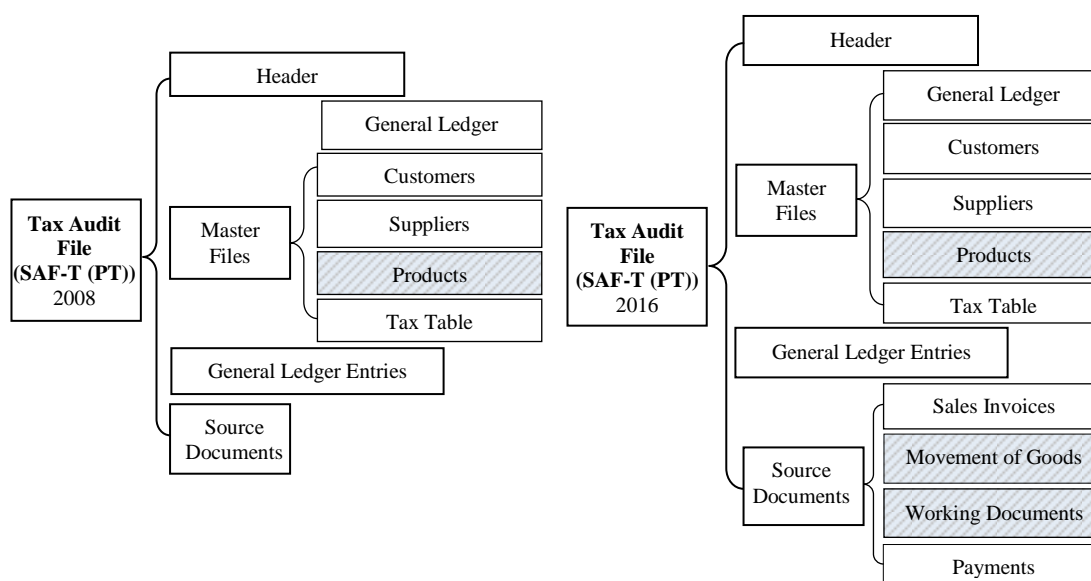 Header
General Ledger
Customers
Suppliers
Products
Tax Table
Master
Files
Tax Audit
File
(SAF-T (PT))
2008
General Ledger Entries
Source
Documents
Header
General Ledger
Customers
Suppliers
Products
Tax Table
Master
Files
Tax Audit
File
(SAF-T (PT))
2016
General Ledger Entries
Sales Invoices
Movement of Goods
Working Documents
Payments
Source
Documents